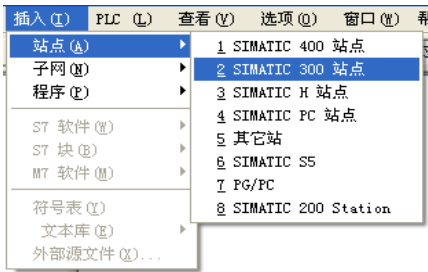 插入(I) PLC (L) 查看(V) 选项(O) 窗口(W)
站点(A)
子网(N)
程序(P)
S7 软件(W)
S7 块(B)
M7 软件(M)
符号表(Y)
文本库(E)
外部源文件(X)...
1 SIMATIC 400 站点
2 SIMATIC 300 站点
3 SIMATIC H 站点
4 SIMATIC PC 站点
5 其它站
6 SIMATIC S5
7 PG/PC
8 SIMATIC 200 Station